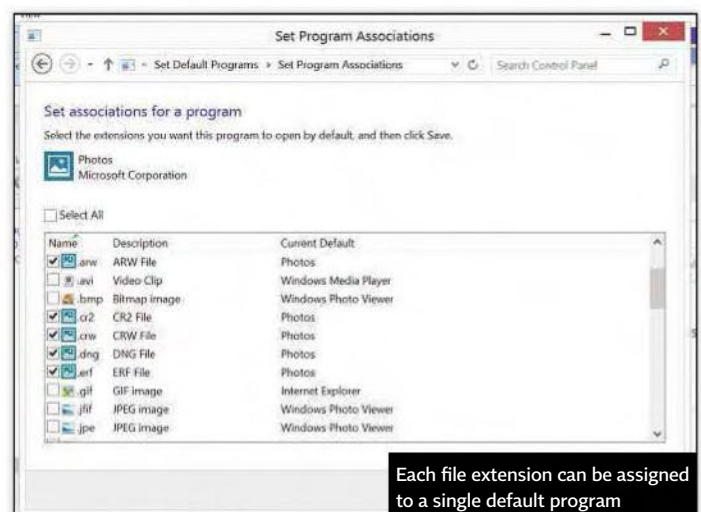 Set Program Associations
Set Default Programs Set Program Associations Search Control Panel
Set associations for a program
Select the extensions you want this program to open by default, and then click Save.
Photos
Microsoft Corporation
Select All
Name Description Current Default
.arw ARW File Photos
.avi Video Clip Windows Media Player
.bmp Bitmap image Windows Photo Viewer
.cr2 CR2 File Photos
.crw CRW File Photos
.dng DNG File Photos
.erf ERF File Photos
.gif GIF image Internet Explorer
.jfif JPEG image Windows Photo Viewer
.jpe JPEG image Windows Photo Viewer
Each file extension can be assigned
to a single default program